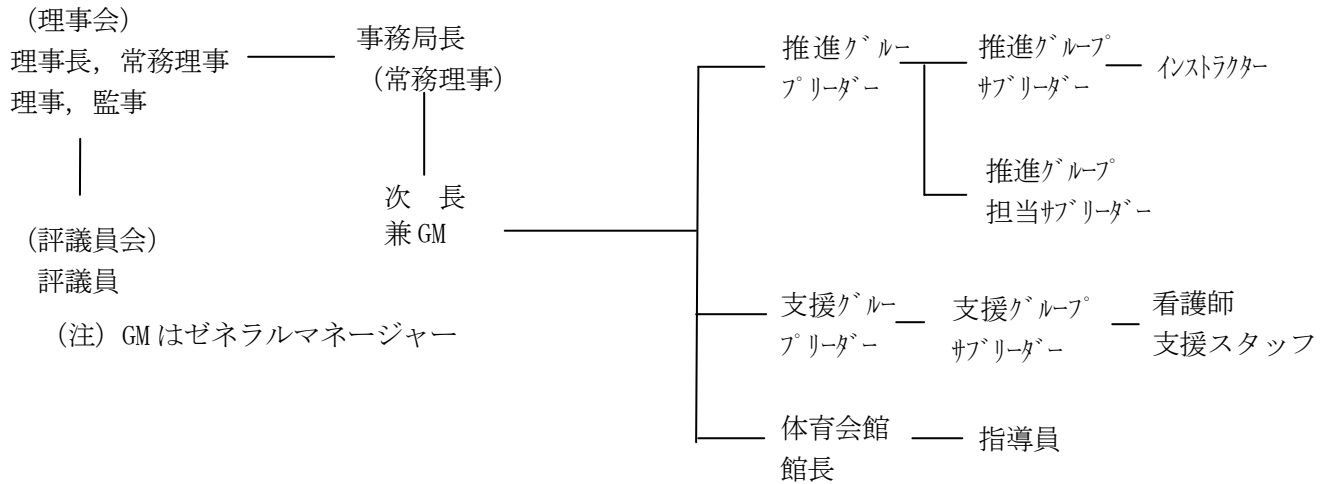 （理事会）
理事長，常務理事
理事，監事
事務局長
（常務理事）
次　長
兼 GM
（評議員会）
評議員
（注）GM はゼネラルマネージャー
推進ｸﾞﾙｰ
ﾌﾟﾘｰﾀﾞｰ
推進ｸﾞﾙｰﾌﾟ
ｻﾌﾞﾘｰﾀﾞｰ
ｲﾝｽﾄﾗｸﾀｰ
推進ｸﾞﾙｰﾌﾟ
担当ｻﾌﾞﾘｰﾀﾞｰ
支援ｸﾞﾙｰ
ﾌﾟﾘｰﾀﾞｰ
支援ｸﾞﾙｰﾌﾟ
ｻﾌﾞﾘｰﾀﾞｰ
看護師
支援スタッフ
体育会館
館長
指導員